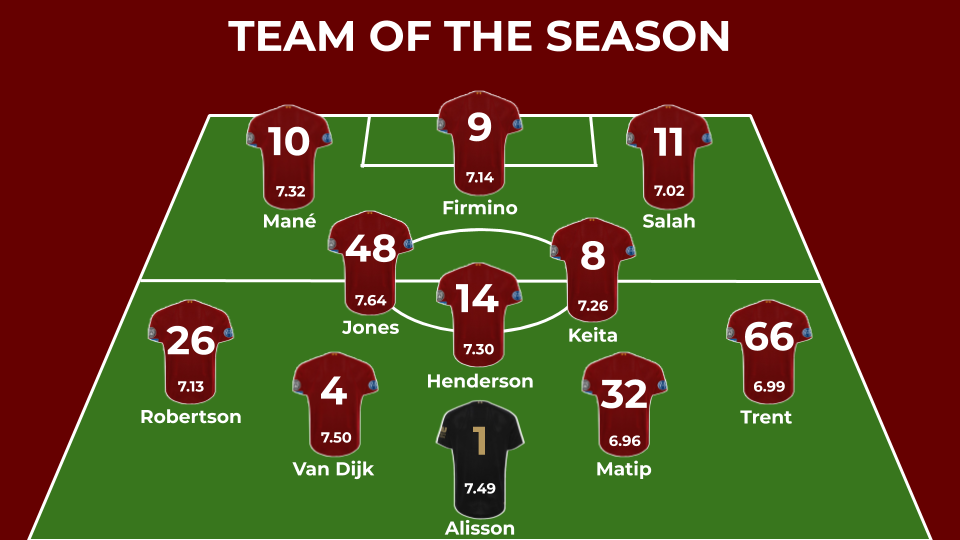 TEAM OF THE SEASON
10
7.32
Mané
9
7.14
Firmino
11
7.02
Salah
48
7.64
Jones
8
7.26
Keita
14
7.30
Henderson
26
7.13
Robertson
66
6.99
Trent
4
7.50
Van Dijk
32
6.96
Matip
1
7.49
Alisson